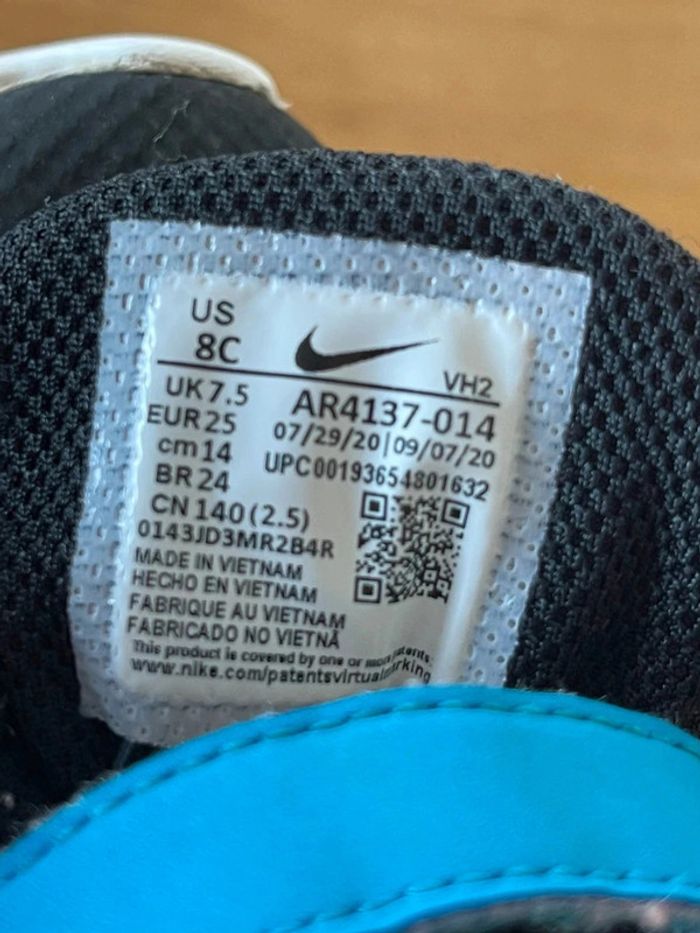 US
8C
VH2
UK 7.5
AR4137-014
EUR 25
07/29/20|09/07/20
cm 14
UPC00193654801632
BR 24
CN 140 (2.5)
0143JD3MR2B4R
MADE IN VIETNAM
HECHO EN VIETNAM
FABRIQUE AU VIETNAM
FABRICADO NO VIETNÃ
This product is covered by one or more patents.
www.nike.com/patentsvirtualmarking